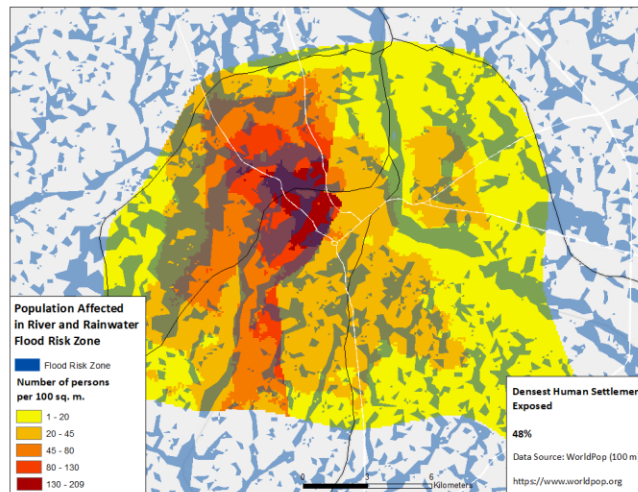 Population Affected
in River and Rainwater
Flood Risk Zone
Flood Risk Zone
Number of persons
per 100 sq. m.
1 - 20
20 - 45
45 - 80
80 - 130
130 - 209
0
3
6
Kilometers
Densest Human Settlemen
Exposed
48%
Data Source: WorldPop (100 m
https://www.worldpop.org